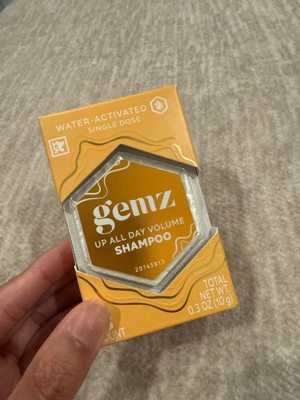 WATER-ACTIVATED
SINGLE DOSE
gemz
UP ALL DAY VOLUME
SHAMPOO
TOTAL
NET WT.
0.3 OZ (10 g)